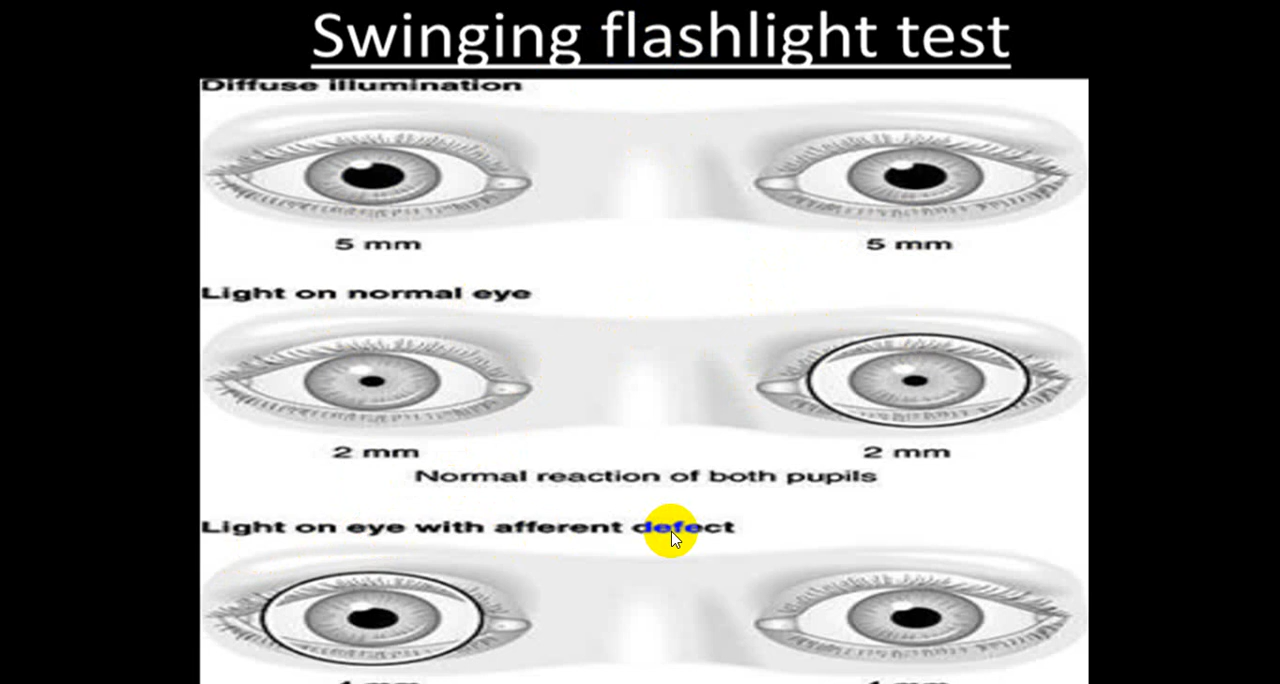 Swinging flashlight test
Diffuse illumination
5 mm 5 mm
Light on normal eye
2 mm 2 mm
Normal reaction of both pupils
Light on eye with afferent defect